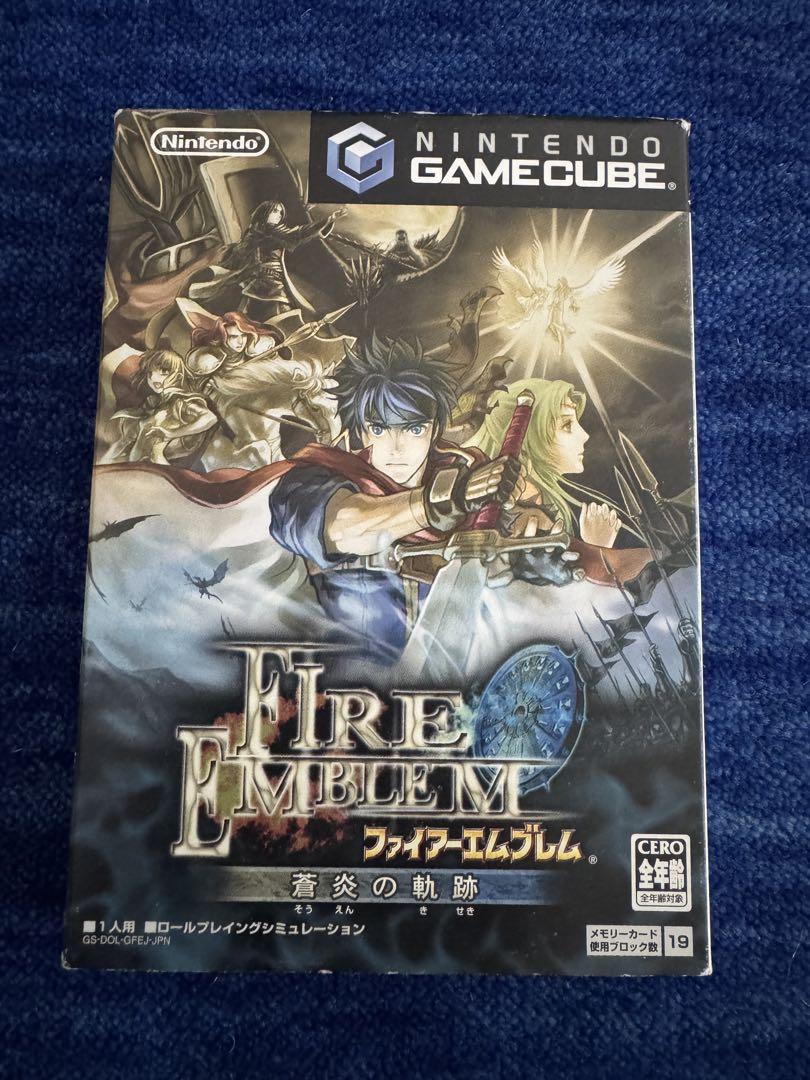 Nintendo
NINTENDO
GAMECUBE®
FIRE
EMBLEM
ファイアーエムブレム®
蒼炎の軌跡
そうえん きせき
■1人用 ■ロールプレイングシミュレーション
GS-DOL-GFEJ-JPN
CERO
全年齢
全年齢対象
メモリーカード
使用ブロック数 19